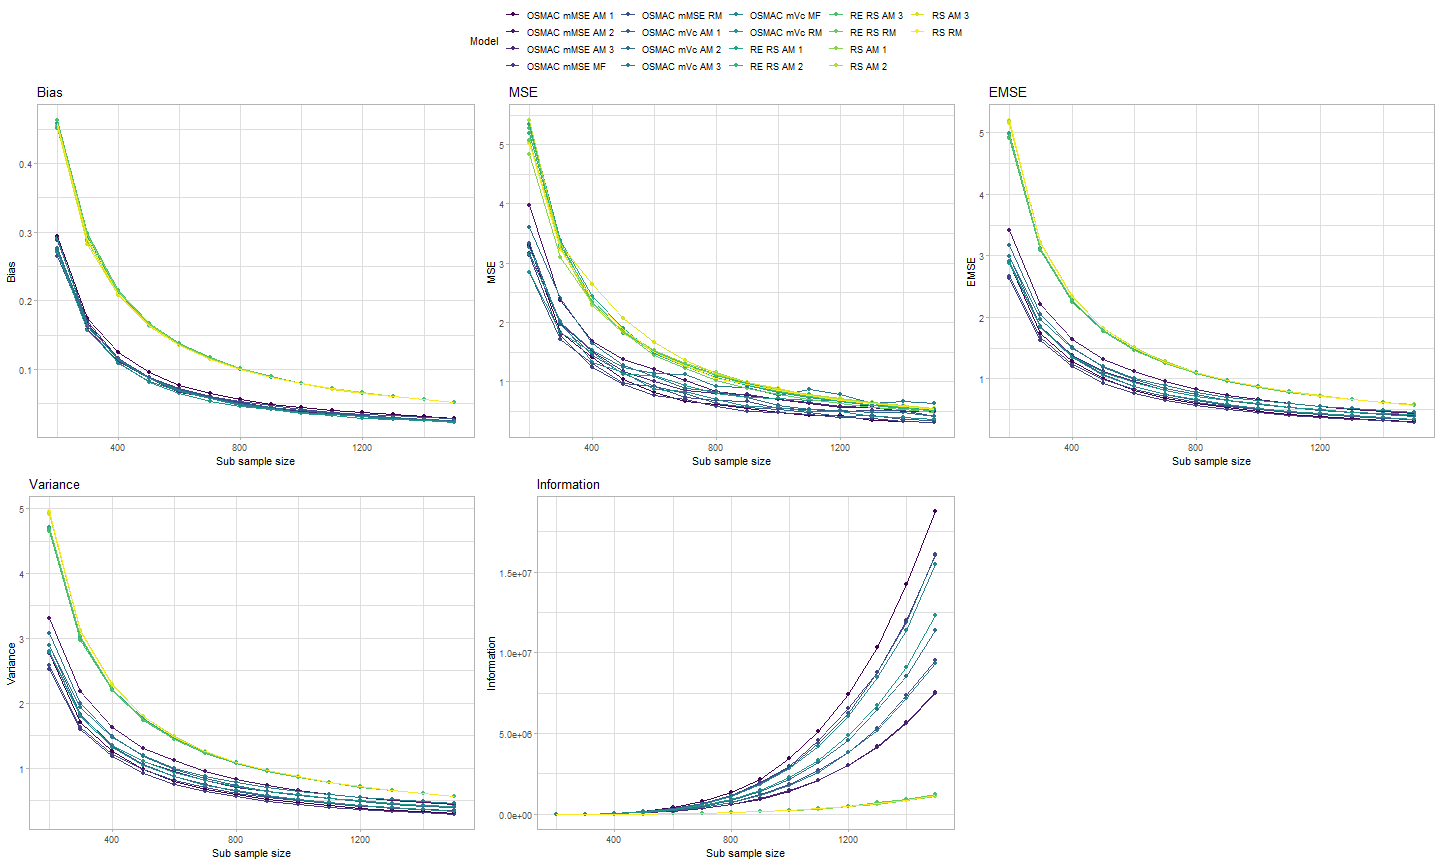 Model
OSMAC mMSE AM 1
OSMAC mMSE AM 2
OSMAC mMSE AM 3
OSMAC mMSE MF
OSMAC mMSE RM
OSMAC mVc AM 1
OSMAC mVc AM 2
OSMAC mVc AM 3
OSMAC mVc MF
OSMAC mVc RM
RE RS AM 1
RE RS AM 2
RE RS AM 3
RE RS RM
RS AM 1
RS AM 2
RS AM 3
RS RM
Bias
Bias
0.4
0.3
0.2
0.1
400
800
1200
Sub sample size
MSE
MSE
5
4
3
2
1
400
800
1200
Sub sample size
EMSE
EMSE
5
4
3
2
1
400
800
1200
Sub sample size
Variance
Variance
5
4
3
2
1
400
800
1200
Sub sample size
Information
Information
1.5e+07
1.0e+07
5.0e+06
0.0e+00
400
800
1200
Sub sample size